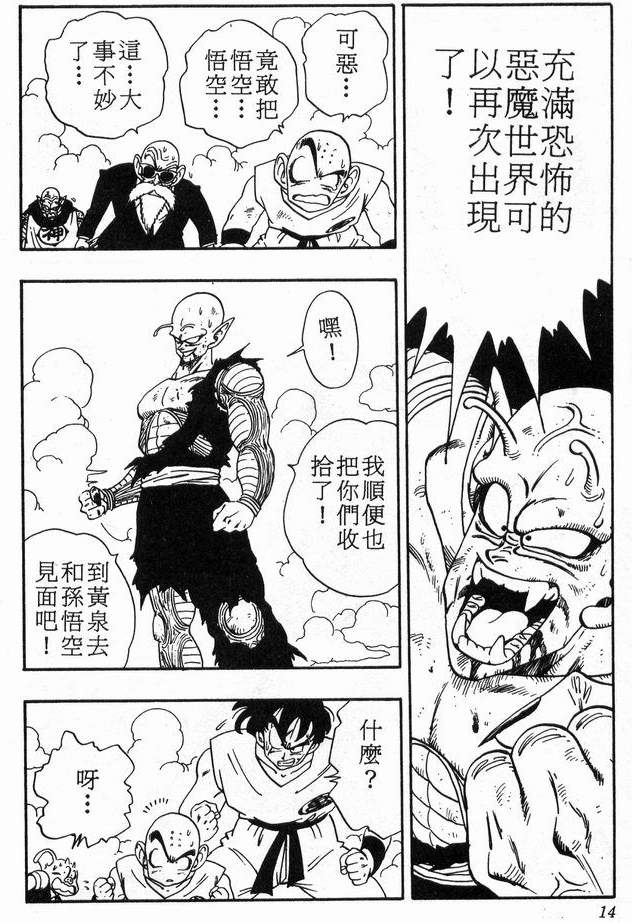 充滿恐怖的
惡魔世界可
以再次出現
了！
可惡⋯
竟敢把
悟空⋯
悟空⋯
這⋯大
事不妙
了⋯
神
嘿！
我順便也
把你們收
拾了！
到黃泉去
和孫悟空
見面吧！
什麼？
呀⋯
14